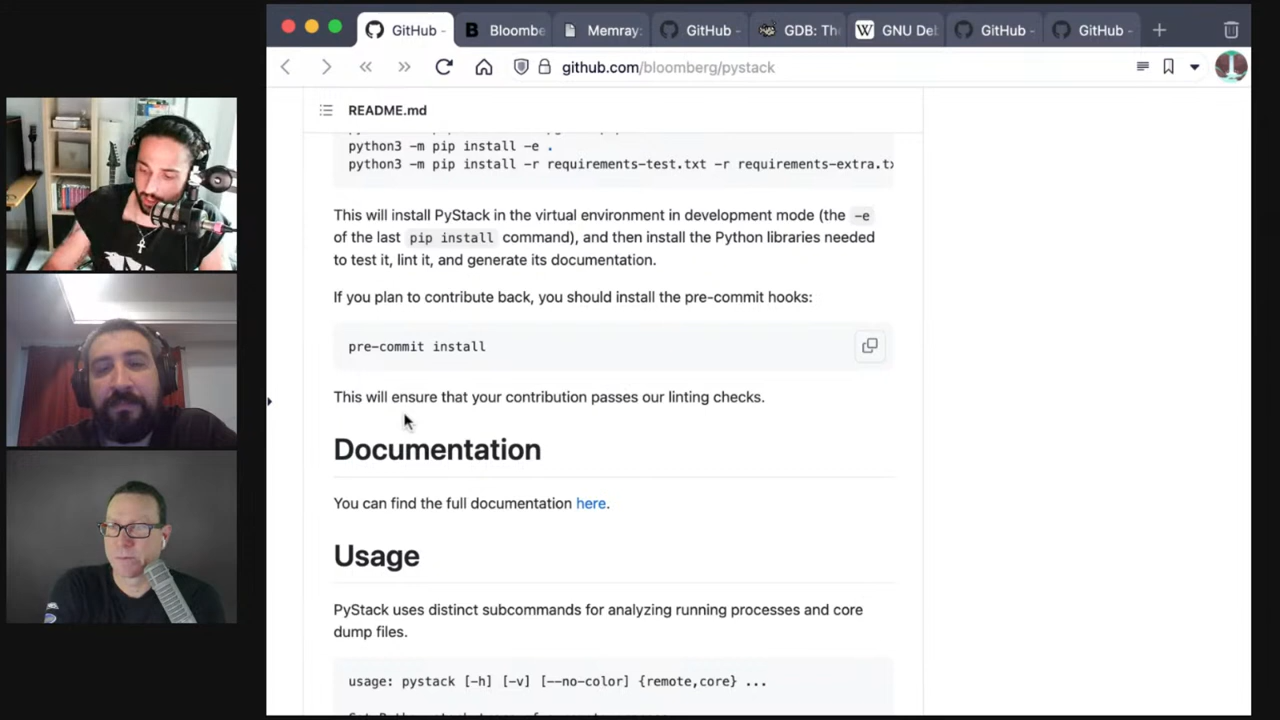 GitHub -
Bloombe
Memray:
GitHub -
GDB: Th
GNU De
GitHub -
GitHub -
github.com/bloomberg/pystack
README.md
python3 -m pip install -e .
python3 -m pip install -r requirements-test.txt -r requirements-extra.tx
This will install PyStack in the virtual environment in development mode (the -e
of the last pip install command), and then install the Python libraries needed
to test it, lint it, and generate its documentation.
If you plan to contribute back, you should install the pre-commit hooks:
pre-commit install
This will ensure that your contribution passes our linting checks.
Documentation
You can find the full documentation here.
Usage
PyStack uses distinct subcommands for analyzing running processes and core
dump files.
usage: pystack [-h] [-v] [--no-color] {remote,core} ...